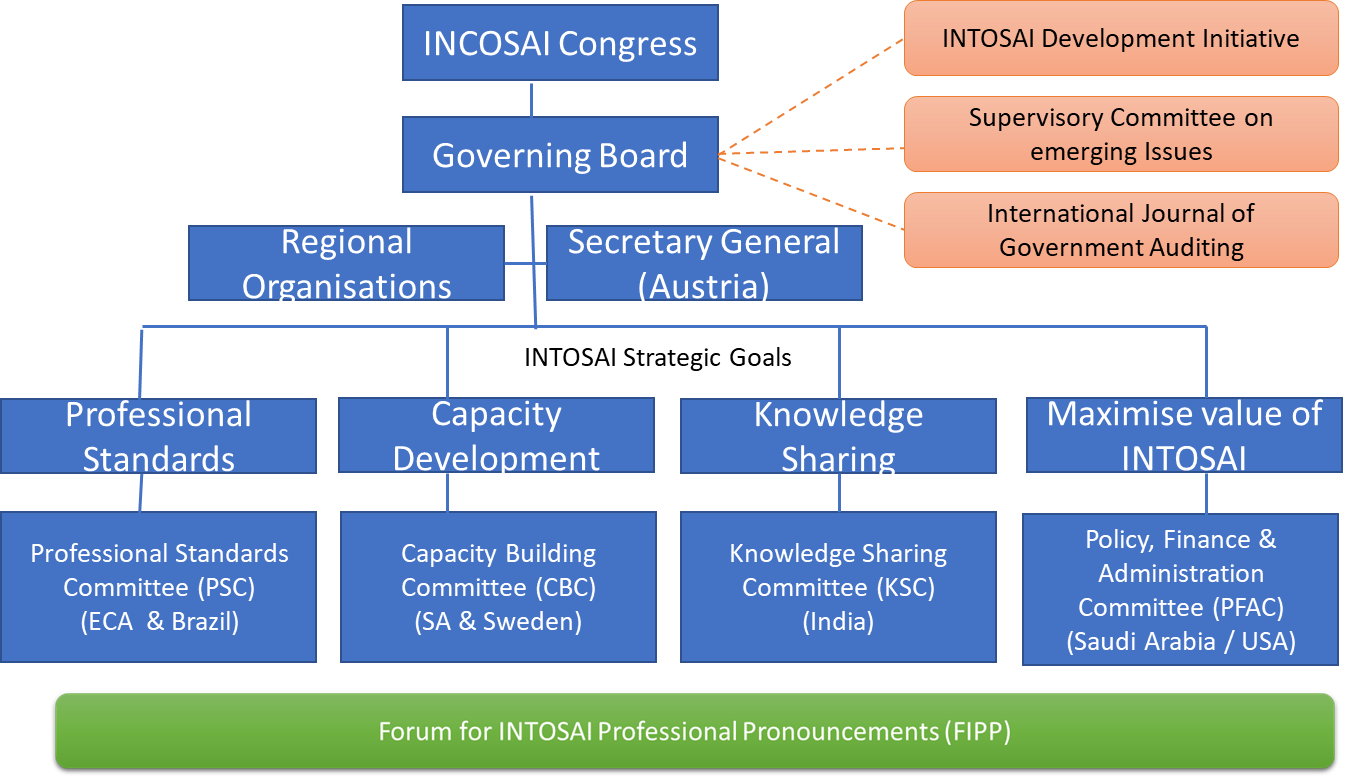 INCOSAI Congress
INTOSAI Development Initiative
Supervisory Committee on
emerging Issues
Governing Board
International Journal of
Government Auditing
Regional
Organisations
Secretary General
(Austria)
INTOSAI Strategic Goals
Professional
Standards
Capacity
Development
Knowledge
Sharing
Maximise value of
INTOSAI
Professional Standards
Committee (PSC)
(ECA & Brazil)
Capacity Building
Committee (CBC)
(SA & Sweden)
Knowledge Sharing
Committee (KSC)
(India)
Policy, Finance &
Administration
Committee (PFAC)
(Saudi Arabia / USA)
Forum for INTOSAI Professional Pronouncements (FIPP)